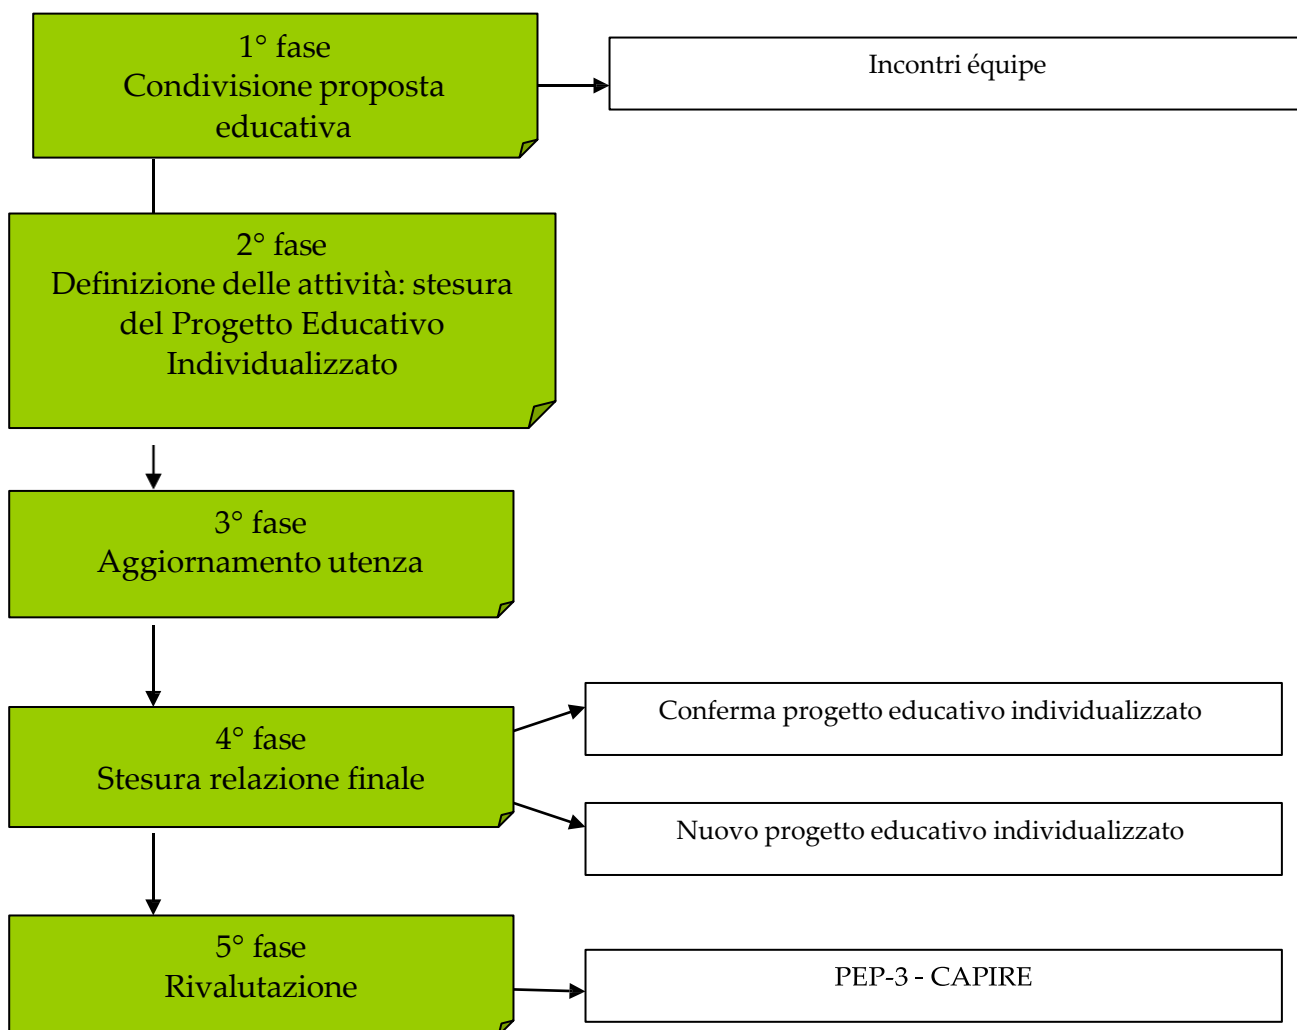 1° fase
Condivisione proposta
educativa
Incontri équipe
2° fase
Definizione delle attività: stesura
del Progetto Educativo
Individualizzato
3° fase
Aggiornamento utenza
4° fase
Stesura relazione finale
Conferma progetto educativo individualizzato
Nuovo progetto educativo individualizzato
5° fase
Rivalutazione
PEP-3 - CAPIRE